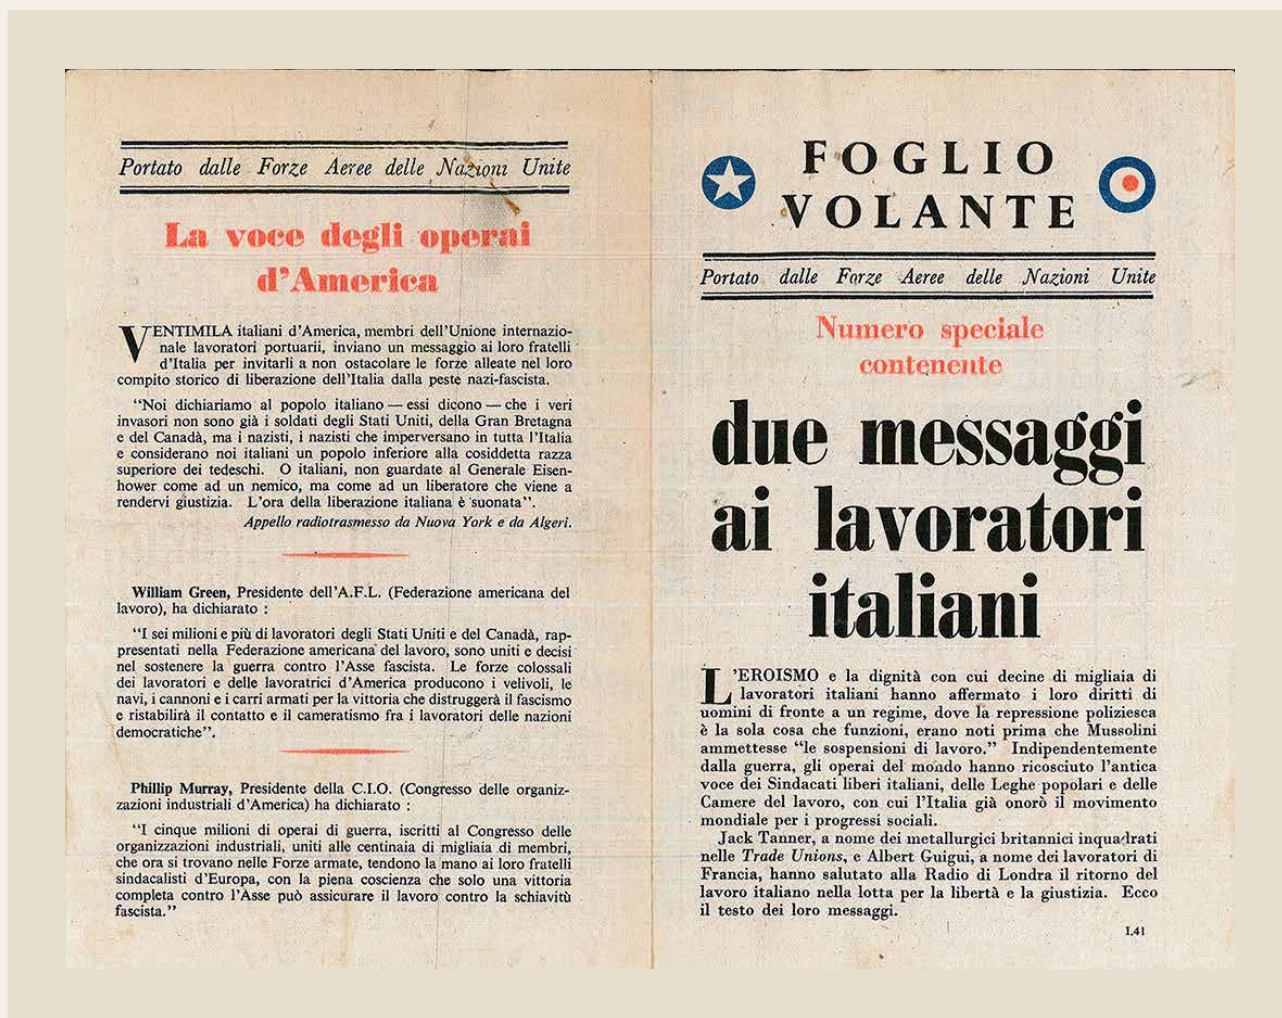 Portato dalle Forze Aeree delle Nazioni Unite
La voce degli operai
d'America
VENTIMILA italiani d'America, membri dell'Unione internazio-
nale lavoratori portuarii, inviano un messaggio ai loro fratelli
d'Italia per invitarli a non ostacolare le forze alleate nel loro
compito storico di liberazione dell'Italia dalla peste nazi-fascista.
"Noi dichiariamo al popolo italiano — essi dicono — che i veri
invasori non sono già i soldati degli Stati Uniti, della Gran Bretagna
e del Canadà, ma i nazisti, i nazisti che imperversano in tutta l'Italia
e considerano noi italiani un popolo inferiore alla cosiddetta razza
superiore dei tedeschi. O italiani, non guardate al Generale Eisen-
hower come ad un nemico, ma come ad un liberatore che viene a
rendervi giustizia. L'ora della liberazione italiana è suonata".
Appello radiotrasmesso da Nuova York e da Algeri.
William Green, Presidente dell'A.F.L. (Federazione americana del
lavoro), ha dichiarato :
"I sei milioni e più di lavoratori degli Stati Uniti e del Canadà, rap-
presentati nella Federazione americana del lavoro, sono uniti e decisi
nel sostenere la guerra contro l'Asse fascista. Le forze colossali
dei lavoratori e delle lavoratrici d'America producono i velivoli, le
navi, i cannoni e i carri armati per la vittoria che distruggerà il fascismo
e ristabilirà il contatto e il cameratismo fra i lavoratori delle nazioni
democratiche".
Phillip Murray, Presidente della C.I.O. (Congresso delle organiz-
zazioni industriali d'America) ha dichiarato :
"I cinque milioni di operai di guerra, iscritti al Congresso delle
organizzazioni industriali, uniti alle centinaia di migliaia di membri,
che ora si trovano nelle Forze armate, tendono la mano ai loro fratelli
sindacalisti d'Europa, con la piena coscienza che solo una vittoria
completa contro l'Asse può assicurare il lavoro contro la schiavitù
fascista."
FOGLIO
VOLANTE
Portato dalle Forze Aeree delle Nazioni Unite
Numero speciale
contenente
due messaggi
ai lavoratori
italiani
L'EROISMO e la dignità con cui decine di migliaia di
lavoratori italiani hanno affermato i loro diritti di
uomini di fronte a un regime, dove la repressione poliziesca
è la sola cosa che funzioni, erano noti prima che Mussolini
ammettesse "le sospensioni di lavoro." Indipendentemente
dalla guerra, gli operai del mondo hanno ricosciuto l'antica
voce dei Sindacati liberi italiani, delle Leghe popolari e delle
Camere del lavoro, con cui l'Italia già onorò il movimento
mondiale per i progressi sociali.
Jack Tanner, a nome dei metallurgici britannici inquadrati
nelle Trade Unions, e Albert Guigui, a nome dei lavoratori di
Francia, hanno salutato alla Radio di Londra il ritorno del
lavoro italiano nella lotta per la libertà e la giustizia. Ecco
il testo dei loro messaggi.
I.41